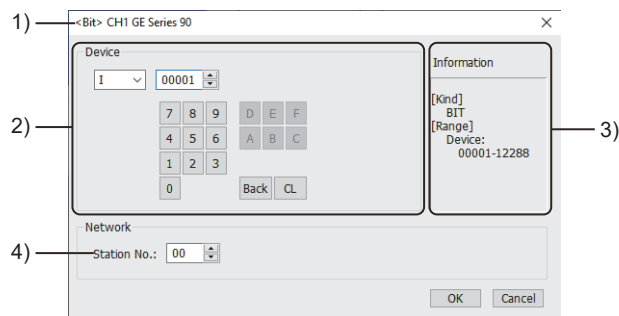 1)
<Bit> CH1 GE Series 90
Device
I 00001
7 8 9 D E F
4 5 6 A B C
1 2 3
0 Back CL
2)
Information
[Kind]
BIT
[Range]
Device:
00001-12288
3)
Network
4)
Station No.: 00
OK Cancel